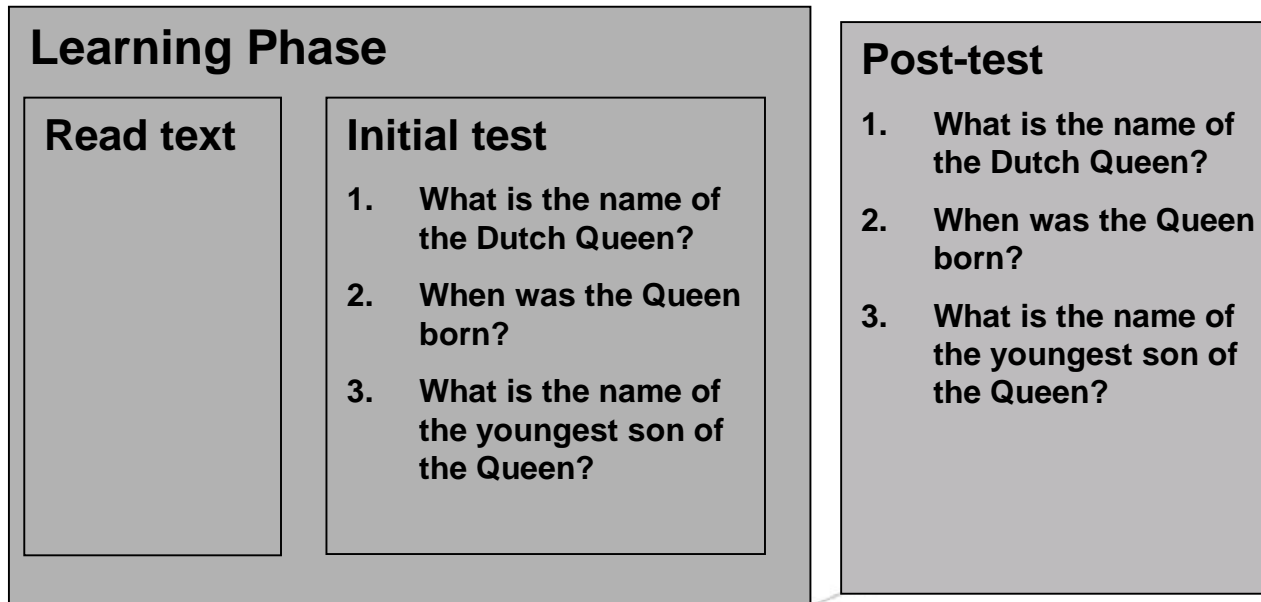 Learning Phase
Read text
Initial test
1. What is the name of
the Dutch Queen?
2. When was the Queen
born?
3. What is the name of
the youngest son of
the Queen?
Post-test
1. What is the name of
the Dutch Queen?
2. When was the Queen
born?
3. What is the name of
the youngest son of
the Queen?